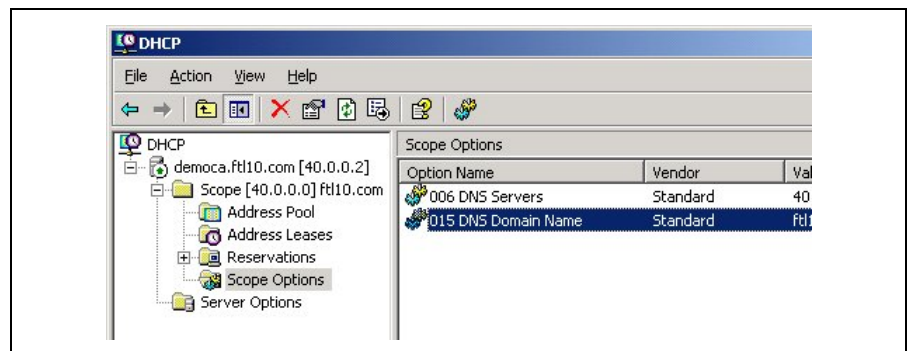 DHCP
File Action View Help
DHCP
democa.ftl10.com [40.0.0.2]
Scope [40.0.0.0] ftl10.com
Address Pool
Address Leases
Reservations
Scope Options
Server Options
Scope Options
Option Name Vendor
006 DNS Servers Standard 40
015 DNS Domain Name Standard